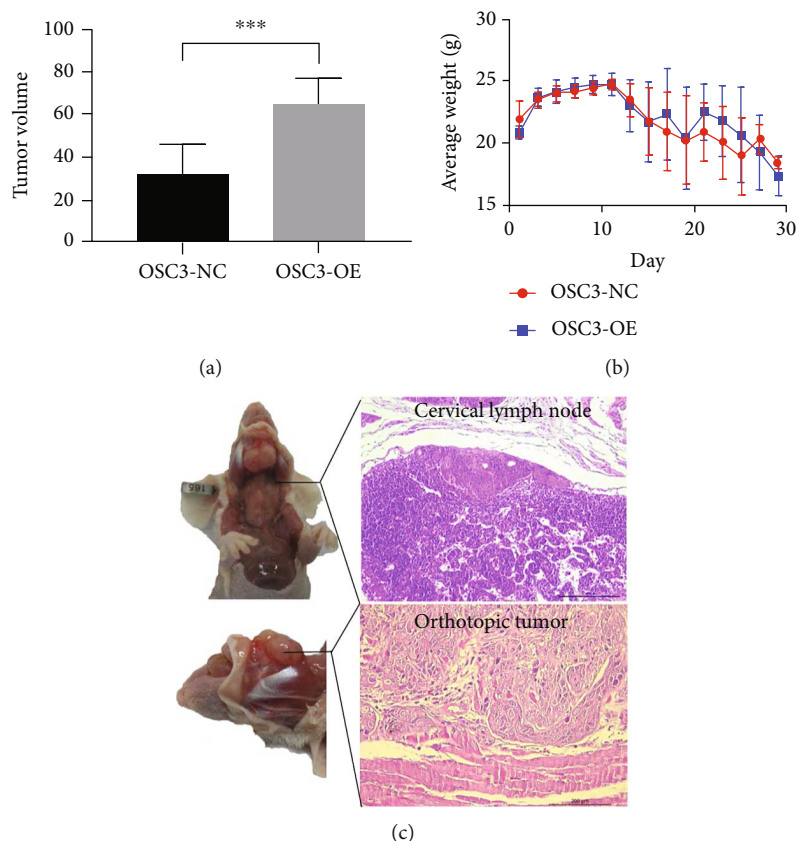 ***
100
80
60
40
20
0
Tumor volume
OSC3-NC
OSC3-OE
(a)
30
25
20
15
Average weight (g)
0
10
20
30
Day
OSC3-NC
OSC3-OE
(b)
Cervical lymph node
165
Orthotopic tumor
(c)